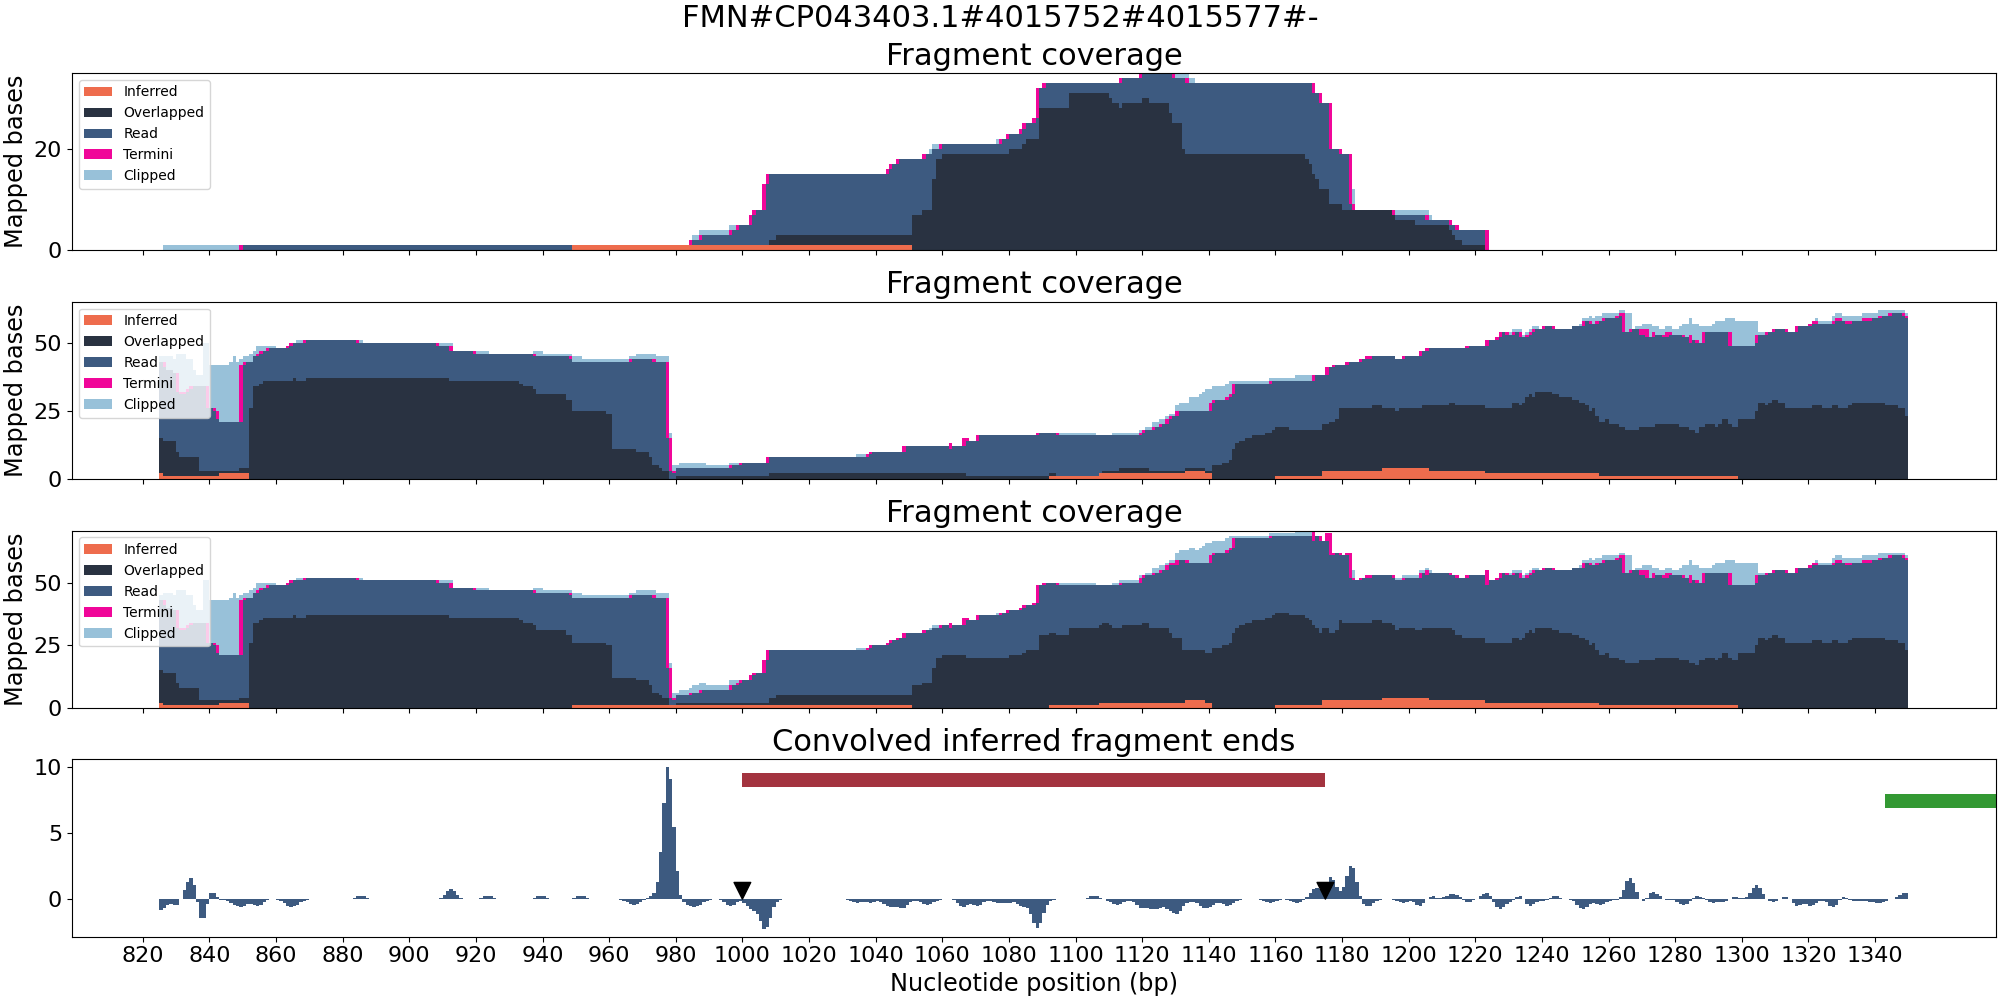 FMN#CP043403.1#4015752#4015577#-
Fragment coverage
Mapped bases
20
0
Inferred
Overlapped
Read
Termini
Clipped
Fragment coverage
Mapped bases
50
25
0
Inferred
Overlapped
Read
Termini
Clipped
Fragment coverage
Mapped bases
50
25
0
Inferred
Overlapped
Read
Termini
Clipped
Convolved inferred fragment ends
10
5
0
820 840 860 880 900 920 940 960 980 1000 1020 1040 1060 1080 1100 1120 1140 1160 1180 1200 1220 1240 1260 1280 1300 1320 1340
Nucleotide position (bp)